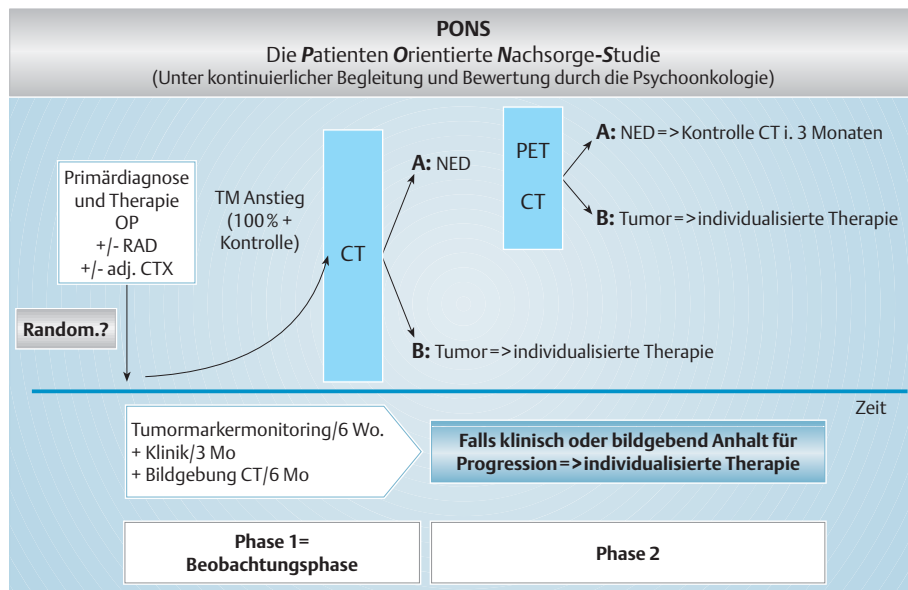 PONS
Die Patienten Orientierte Nachsorge-Studie
(Unter kontinuierlicher Begleitung und Bewertung durch die Psychoonkologie)
Primärdiagnose
und Therapie
OP
+/- RAD
+/- adj. CTX
Random.?
TM Anstieg
(100% +
Kontrolle)
CT
A: NED
B: Tumor=>individualisierte Therapie
PET
CT
A: NED=>Kontrolle CT i. 3 Monaten
B: Tumor=>individualisierte Therapie
Zeit
Tumormarkermonitoring/6 Wo.
+ Klinik/3 Mo
+ Bildgebung CT/6 Mo
Falls klinisch oder bildgebend Anhalt für
Progression=>individualisierte Therapie
Phase 1=
Beobachtungsphase
Phase 2